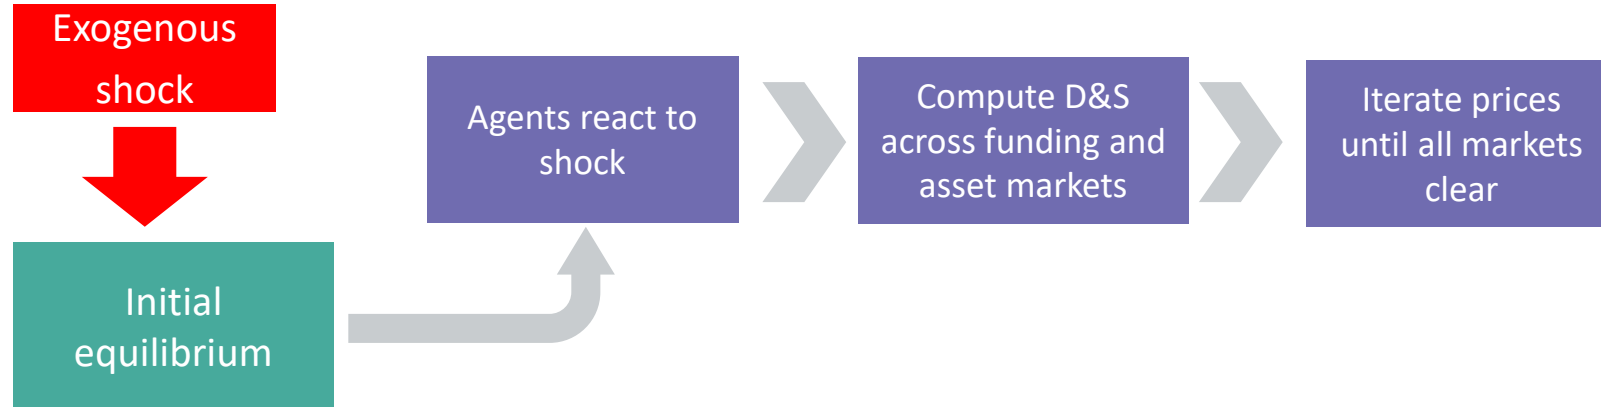 Exogenous
shock
Initial
equilibrium
Agents react to
shock
Compute D&S
across funding and
asset markets
Iterate prices
until all markets
clear